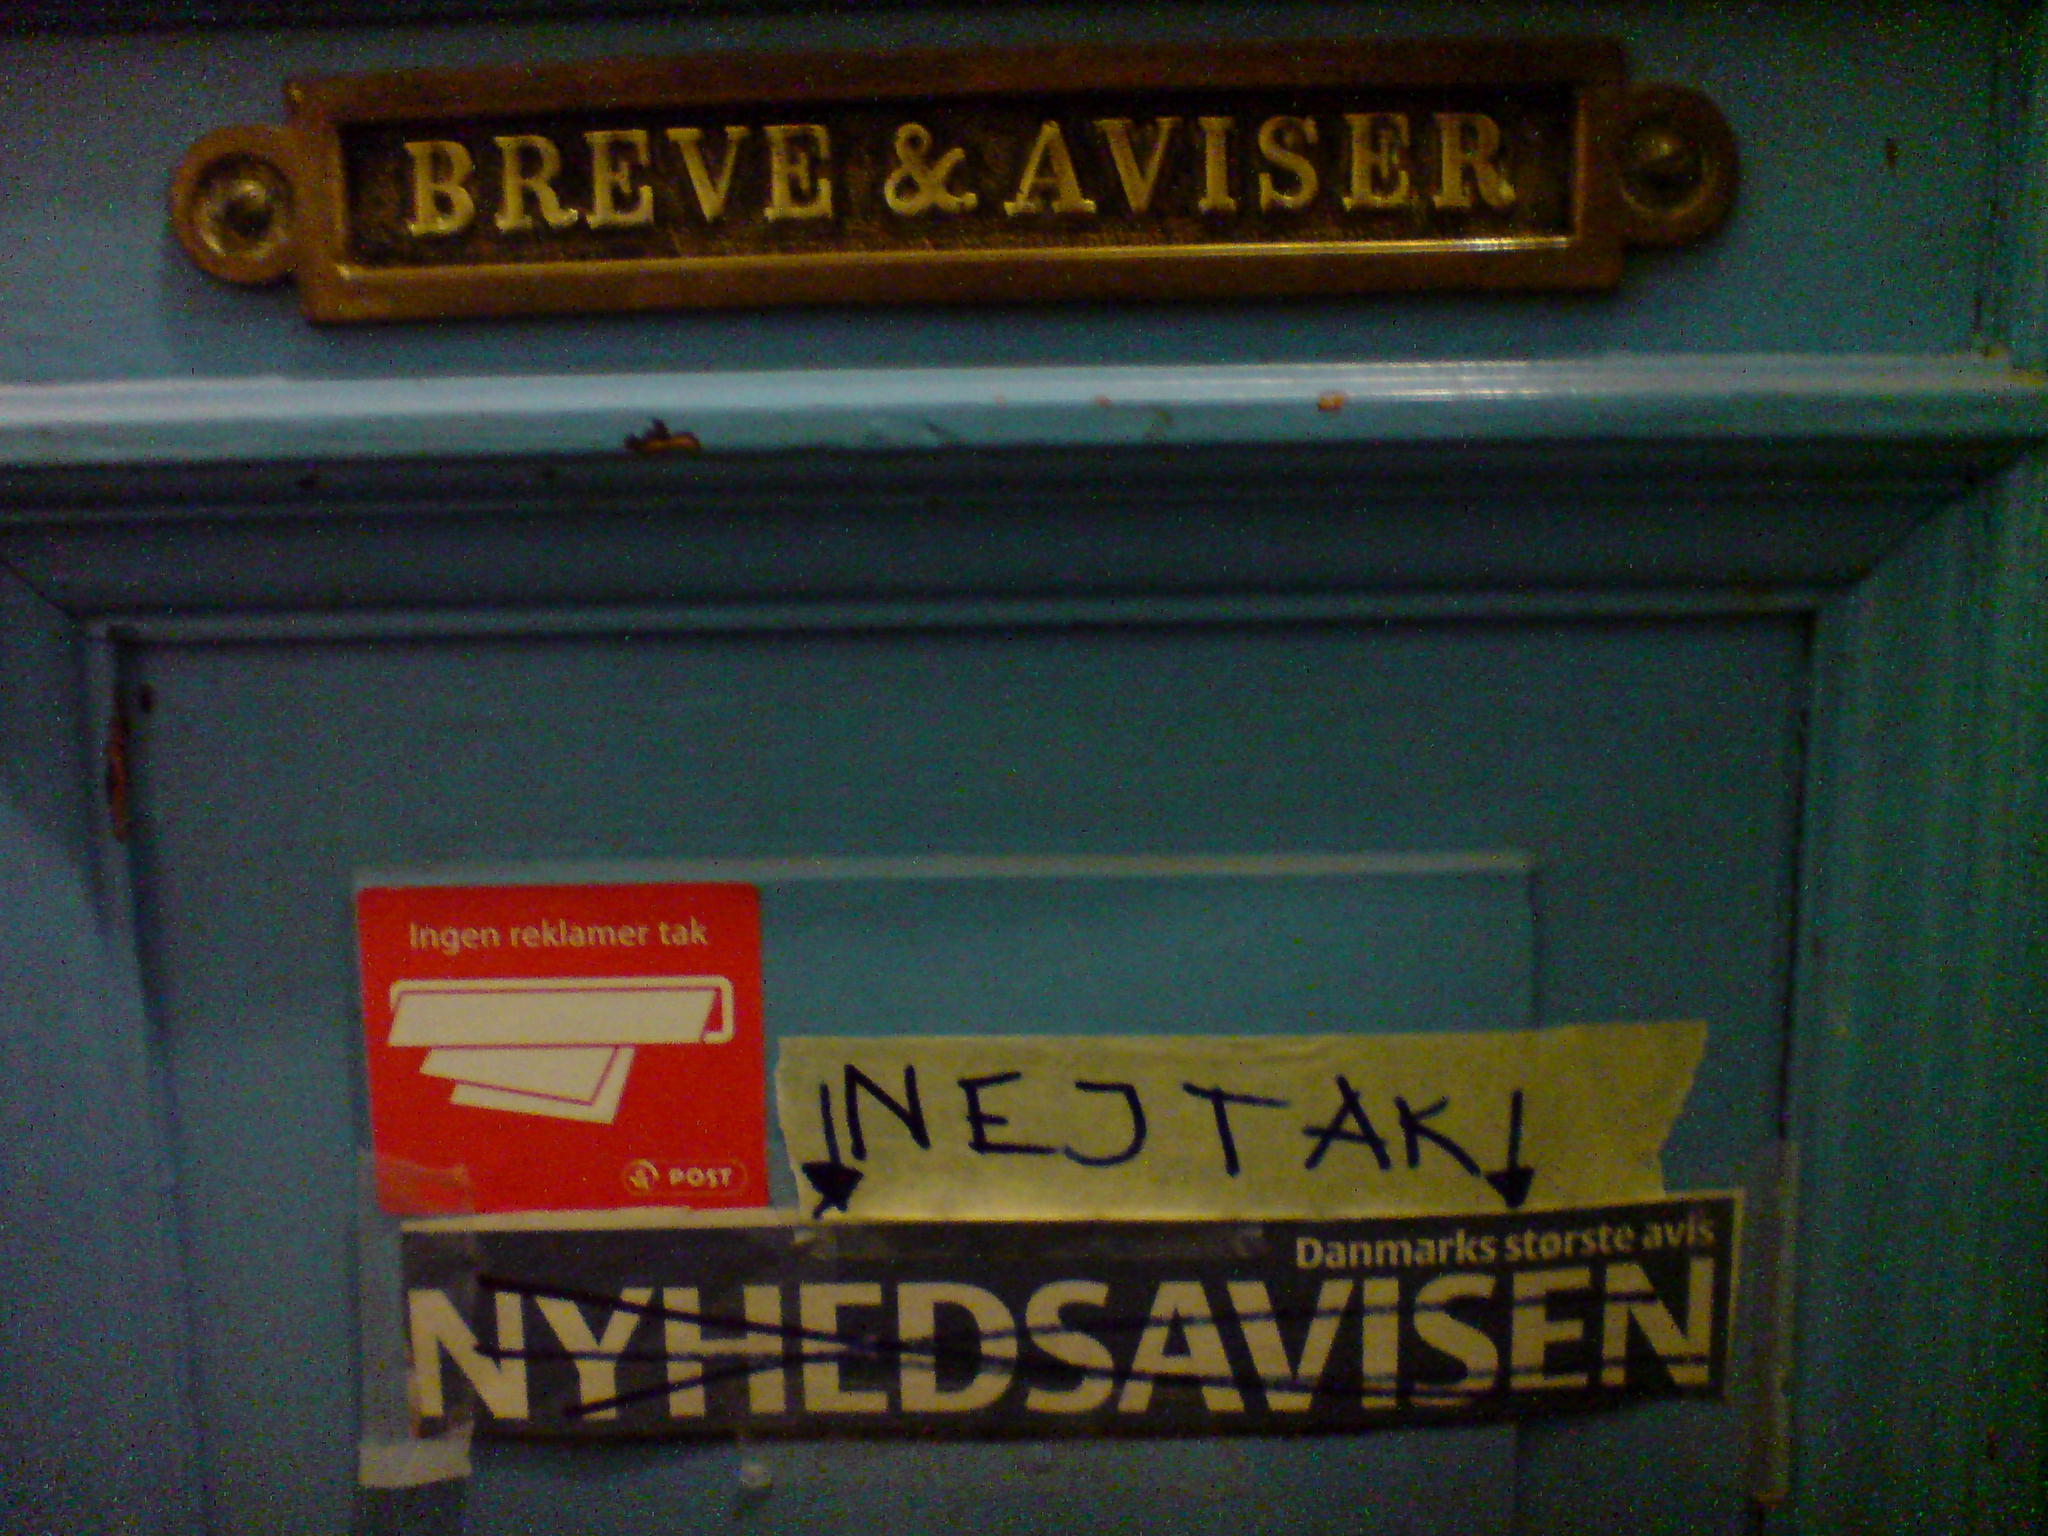 BREVE & AVISER
Ingen reklamer tak
POST
NEJ TAK
Danmarks største avis
NYHEDSAVISEN